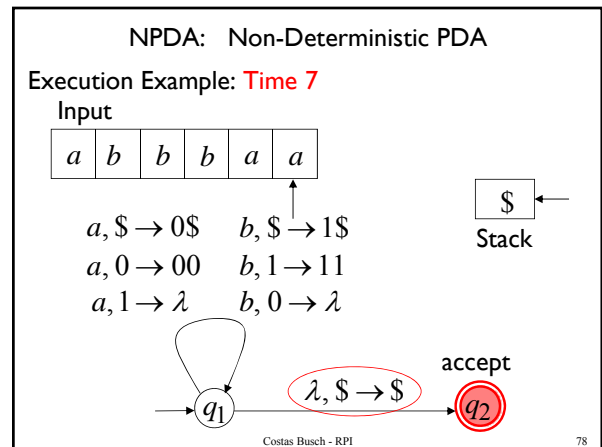 NPDA: Non-Deterministic PDA
Execution Example: Time 7
Input
a b b b a a
$
Stack
a, $ → 0$ b, $ → 1$
a, 0 → 00 b, 1 → 11
a, 1 → λ b, 0 → λ
accept
λ, $ → $
q₁ q₂
Costas Busch - RPI 78